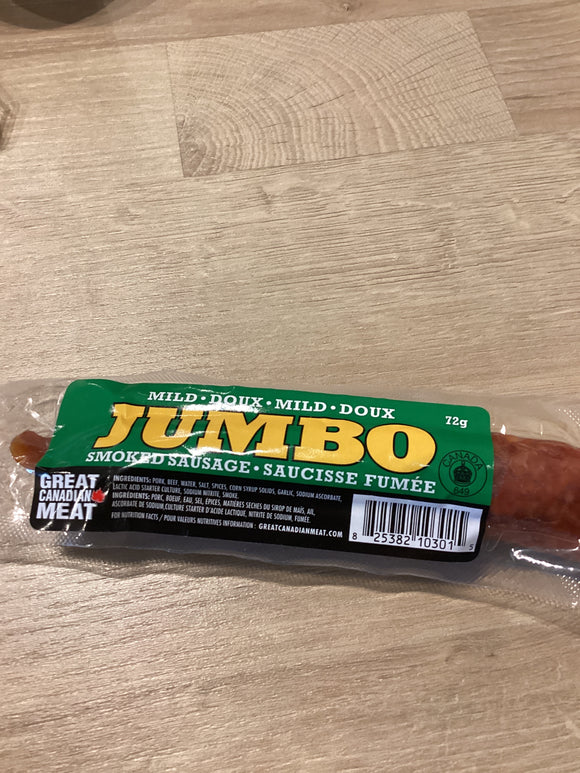 MILD • DOUX • MILD • DOUX
72g
JUMBO
SMOKED SAUSAGE • SAUCISSE FUMÉE
CANADA
649
GREAT
CANADIAN
MEAT
INGREDIENTS: PORK, BEEF, WATER, SALT, SPICES, CORN SYRUP SOLIDS, GARLIC, SODIUM ASCORBATE,
LACTIC ACID STARTER CULTURE, SODIUM NITRITE, SMOKE.
INGRÉDIENTS: PORC, BOEUF, EAU, SEL, ÉPICES, MATIÈRES SÈCHES DU SIROP DE MAÏS, AIL,
ASCORBATE DE SODIUM, CULTURE STARTER D'ACIDE LACTIQUE, NITRITE DE SODIUM, FUMÉE.
FOR NUTRITION FACTS / POUR VALEURS NUTRITIVES INFORMATION : GREATCANADIANMEAT.COM
8 25382 10301 5